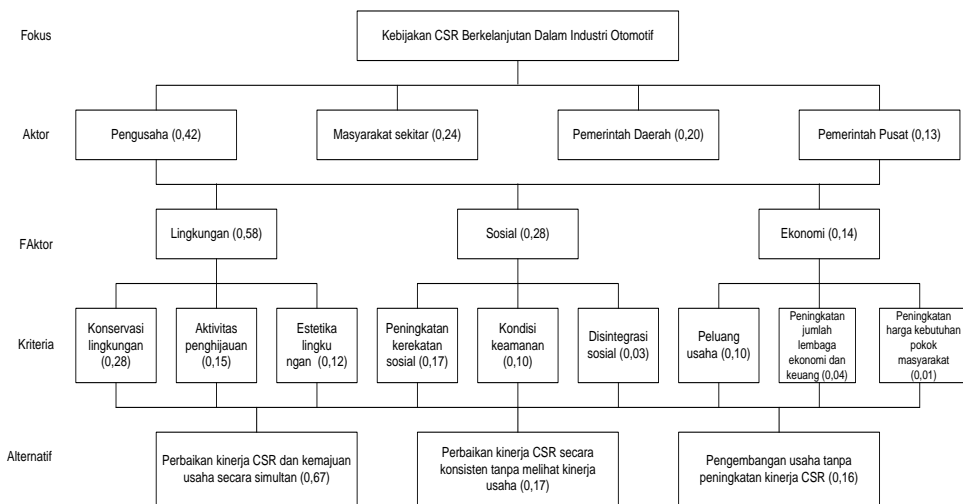 Fokus
Kebijakan CSR Berkelanjutan Dalam Industri Otomotif
Aktor
Pengusaha (0,42)
Masyarakat sekitar (0,24)
Pemerintah Daerah (0,20)
Pemerintah Pusat (0,13)
FAktor
Lingkungan (0,58)
Sosial (0,28)
Ekonomi (0,14)
Kriteria
Konservasi
lingkungan
(0,28)
Aktivitas
penghijauan
(0,15)
Estetika
lingku
ngan (0,12)
Peningkatan
kerekatan
sosial (0,17)
Kondisi
keamanan
(0,10)
Disintegrasi
sosial (0,03)
Peluang
usaha (0,10)
Peningkatan
jumlah
lembaga
ekonomi dan
keuang (0,04)
Peningkatan
harga kebutuhan
pokok
masyarakat
(0,01)
Alternatif
Perbaikan kinerja CSR dan kemajuan
usaha secara simultan (0,67)
Perbaikan kinerja CSR secara
konsisten tanpa melihat kinerja
usaha (0,17)
Pengembangan usaha tanpa
peningkatan kinerja CSR (0,16)